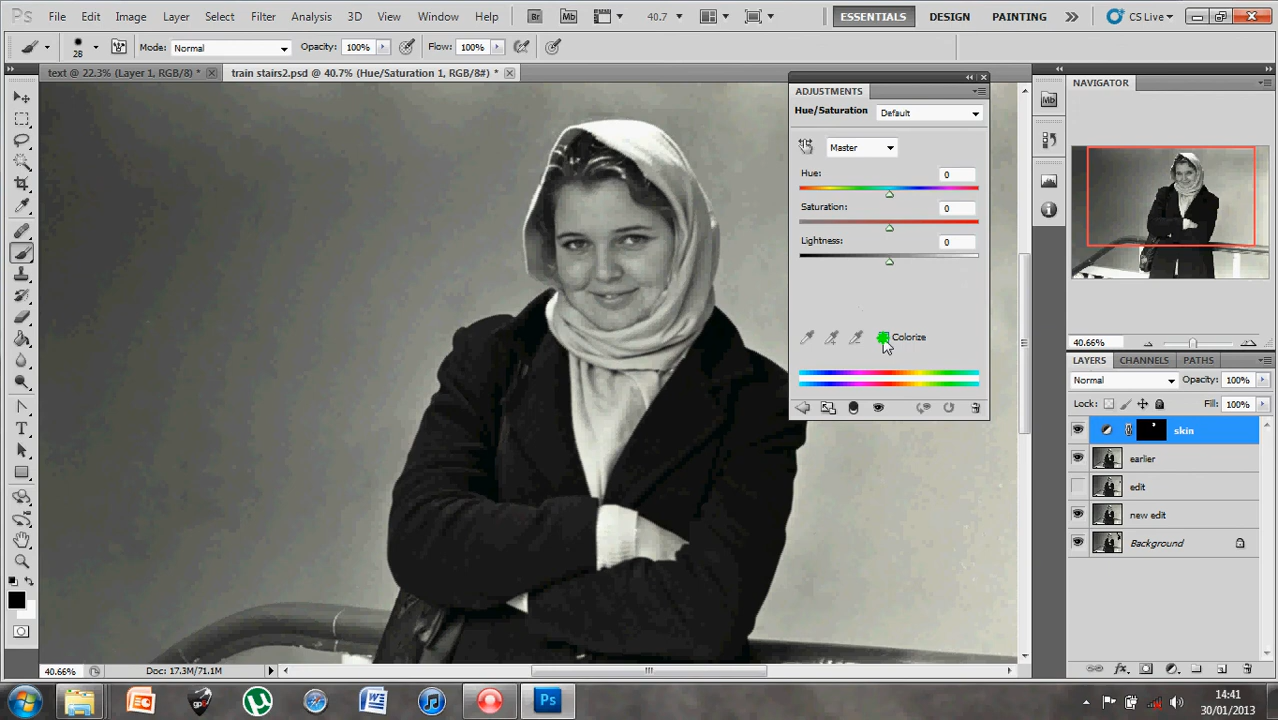 Ps File Edit Image Layer Select Filter Analysis 3D View Window Help Br Mb 40.7 ESSENTIALS DESIGN PAINTING CS Live
28 Mode: Normal Opacity: 100% Flow: 100%
text @ 22.3% (Layer 1, RGB/8) * train stairs2.psd @ 40.7% (Hue/Saturation 1, RGB/8#) *
ADJUSTMENTS
Hue/Saturation Default
Master
Hue: 0
Saturation: 0
Lightness: 0
Colorize
Mb
NAVIGATOR
40.66%
LAYERS CHANNELS PATHS
Normal Opacity: 100%
Lock: Fill: 100%
skin
earlier
edit
new edit
Background
T
40.66% Doc: 17.3M/71.1M
W Ps
14:41
30/01/2013